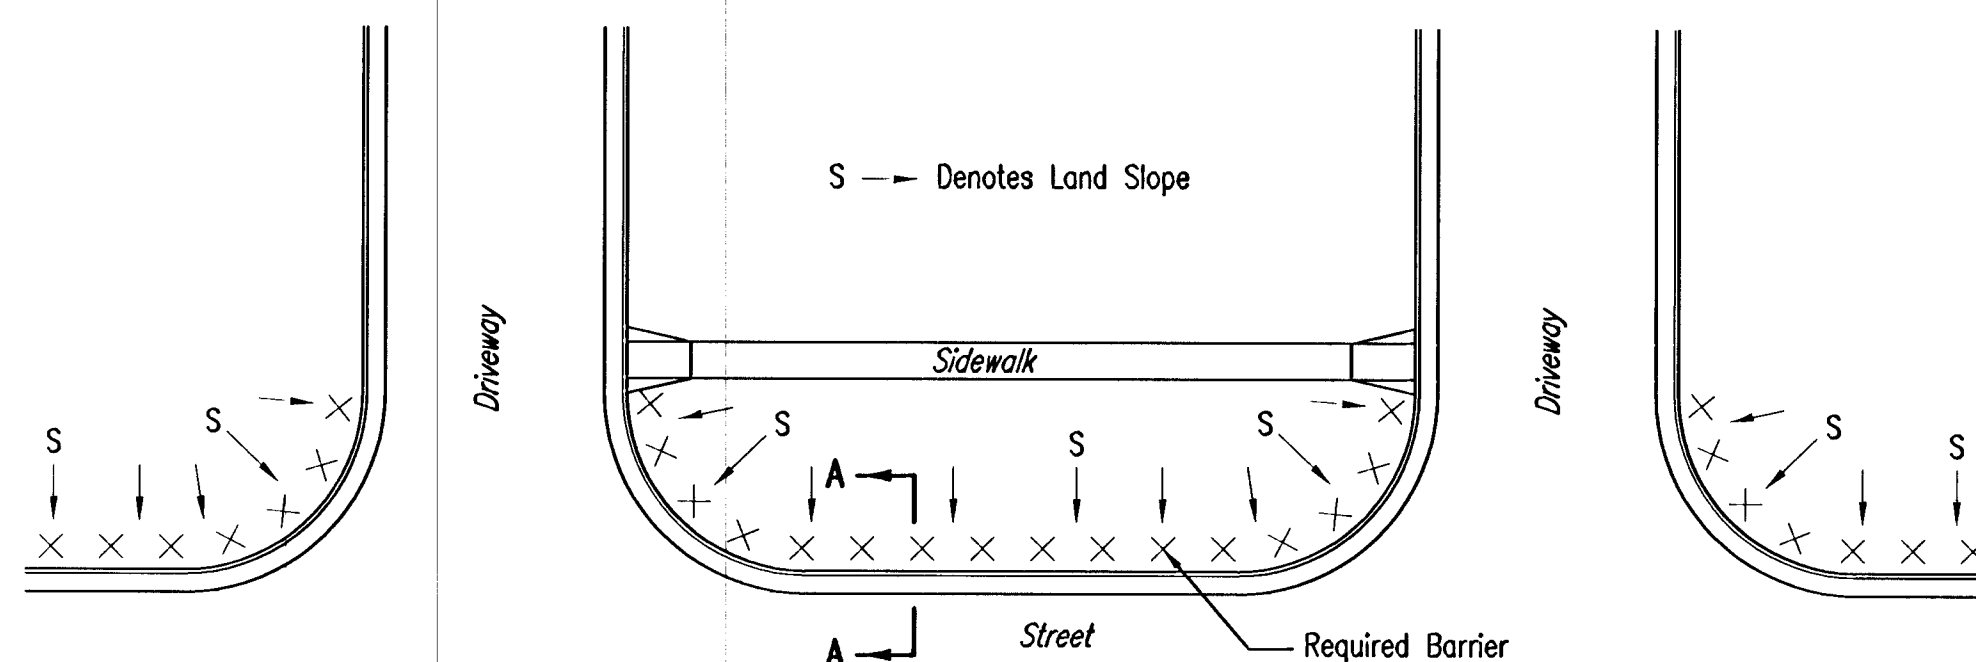 S → Denotes Land Slope
Driveway
Driveway
Sidewalk
S
S
S
S
S
S
S
A
A
Street
Required Barrier